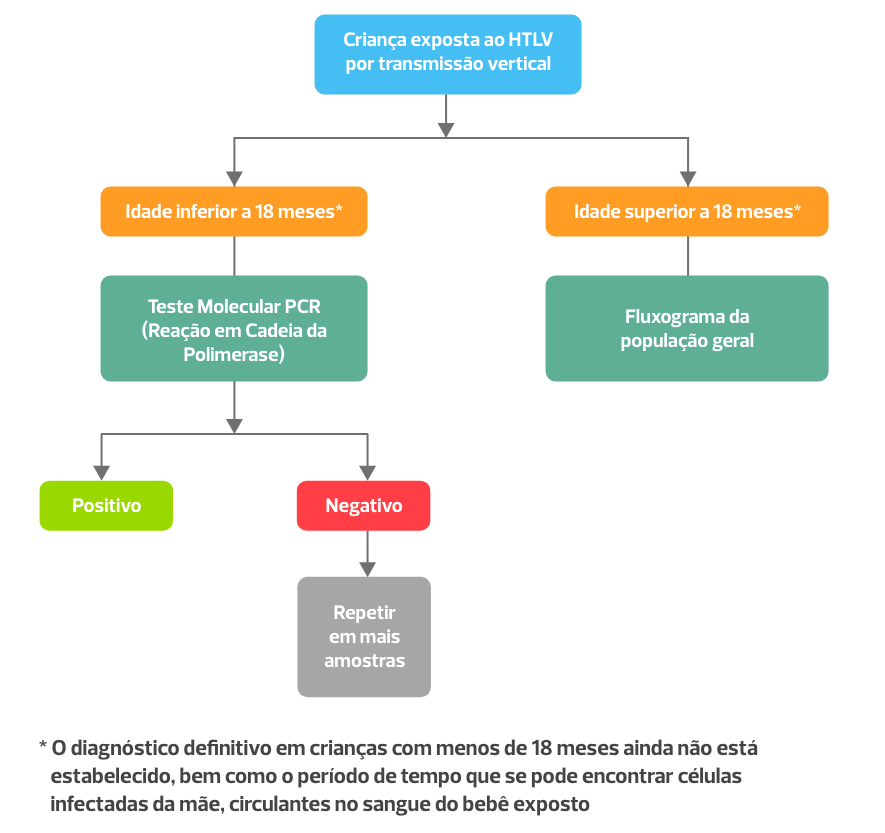 Criança exposta ao HTLV
por transmissão vertical
Idade inferior a 18 meses*
Idade superior a 18 meses*
Teste Molecular PCR
(Reação em Cadeia da
Polimerase)
Fluxograma da
população geral
Positivo
Negativo
Repetir
em mais
amostras
* O diagnóstico definitivo em crianças com menos de 18 meses ainda não está
estabelecido, bem como o período de tempo que se pode encontrar células
infectadas da mãe, circulantes no sangue do bebê exposto